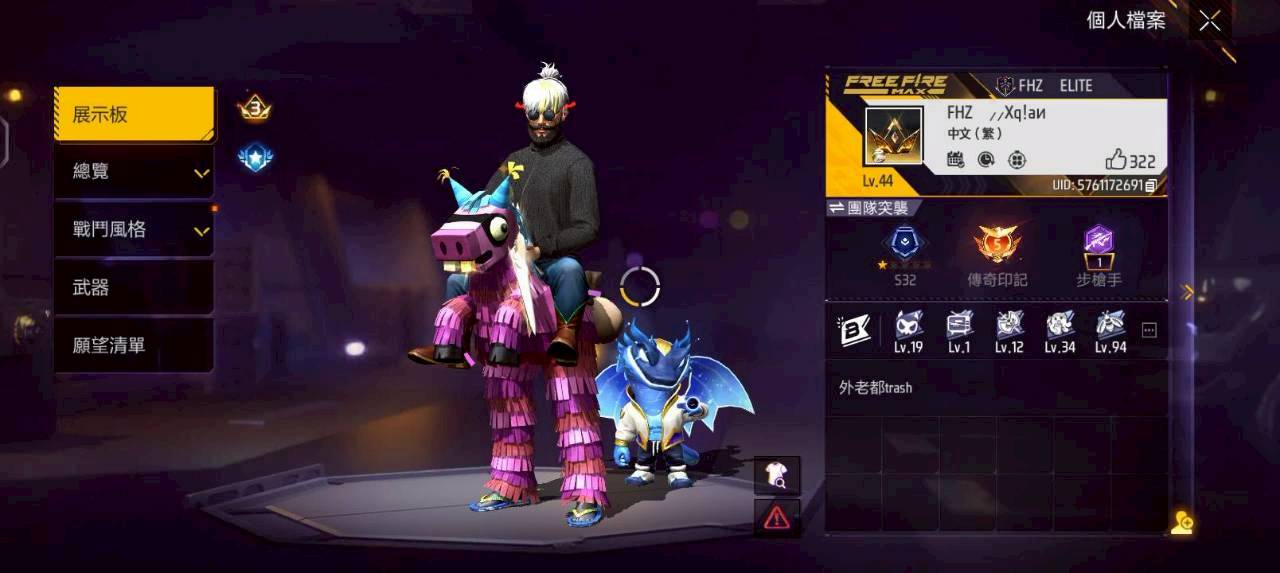 個人檔案
展示板
總覽
戰鬥風格
武器
願望清單
3
FREE FIRE
MAX
FHZ ELITE
FHZ ╱╱Xq!aи
中文(繁)
322
Lv.44
UID: 5761172691
團隊突襲
5
1
S32
傳奇印記
步槍手
B
Lv.19
Lv.1
Lv.12
Lv.34
Lv.94
外老都trash